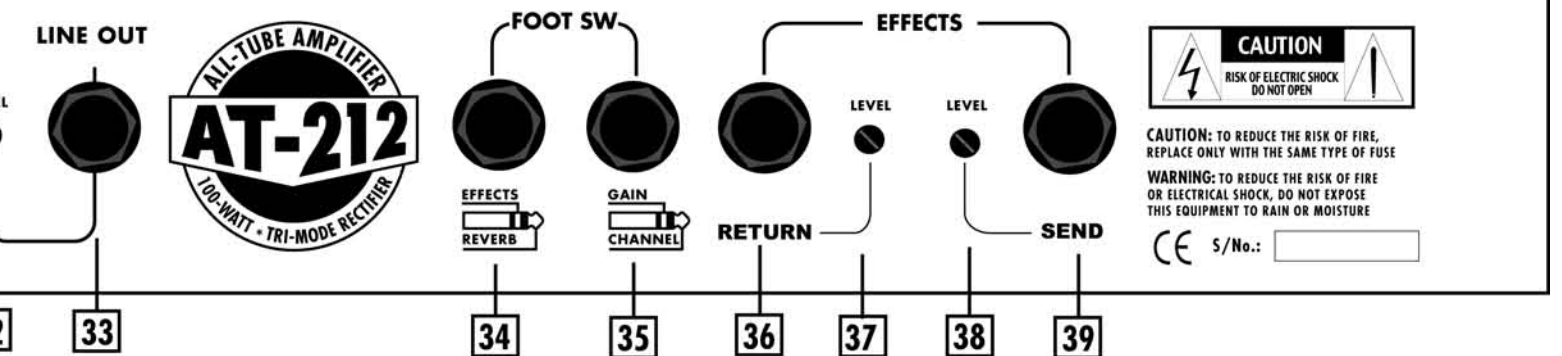 LINE OUT
ALL-TUBE AMPLIFIER
AT-212
100-WATT • TRI-MODE RECTIFIER
FOOT SW
EFFECTS
REVERB
GAIN
CHANNEL
EFFECTS
LEVEL
LEVEL
RETURN
SEND
CAUTION
RISK OF ELECTRIC SHOCK
DO NOT OPEN
CAUTION: TO REDUCE THE RISK OF FIRE,
REPLACE ONLY WITH THE SAME TYPE OF FUSE
WARNING: TO REDUCE THE RISK OF FIRE
OR ELECTRICAL SHOCK, DO NOT EXPOSE
THIS EQUIPMENT TO RAIN OR MOISTURE
CE S/No.:
33
34
35
36
37
38
39